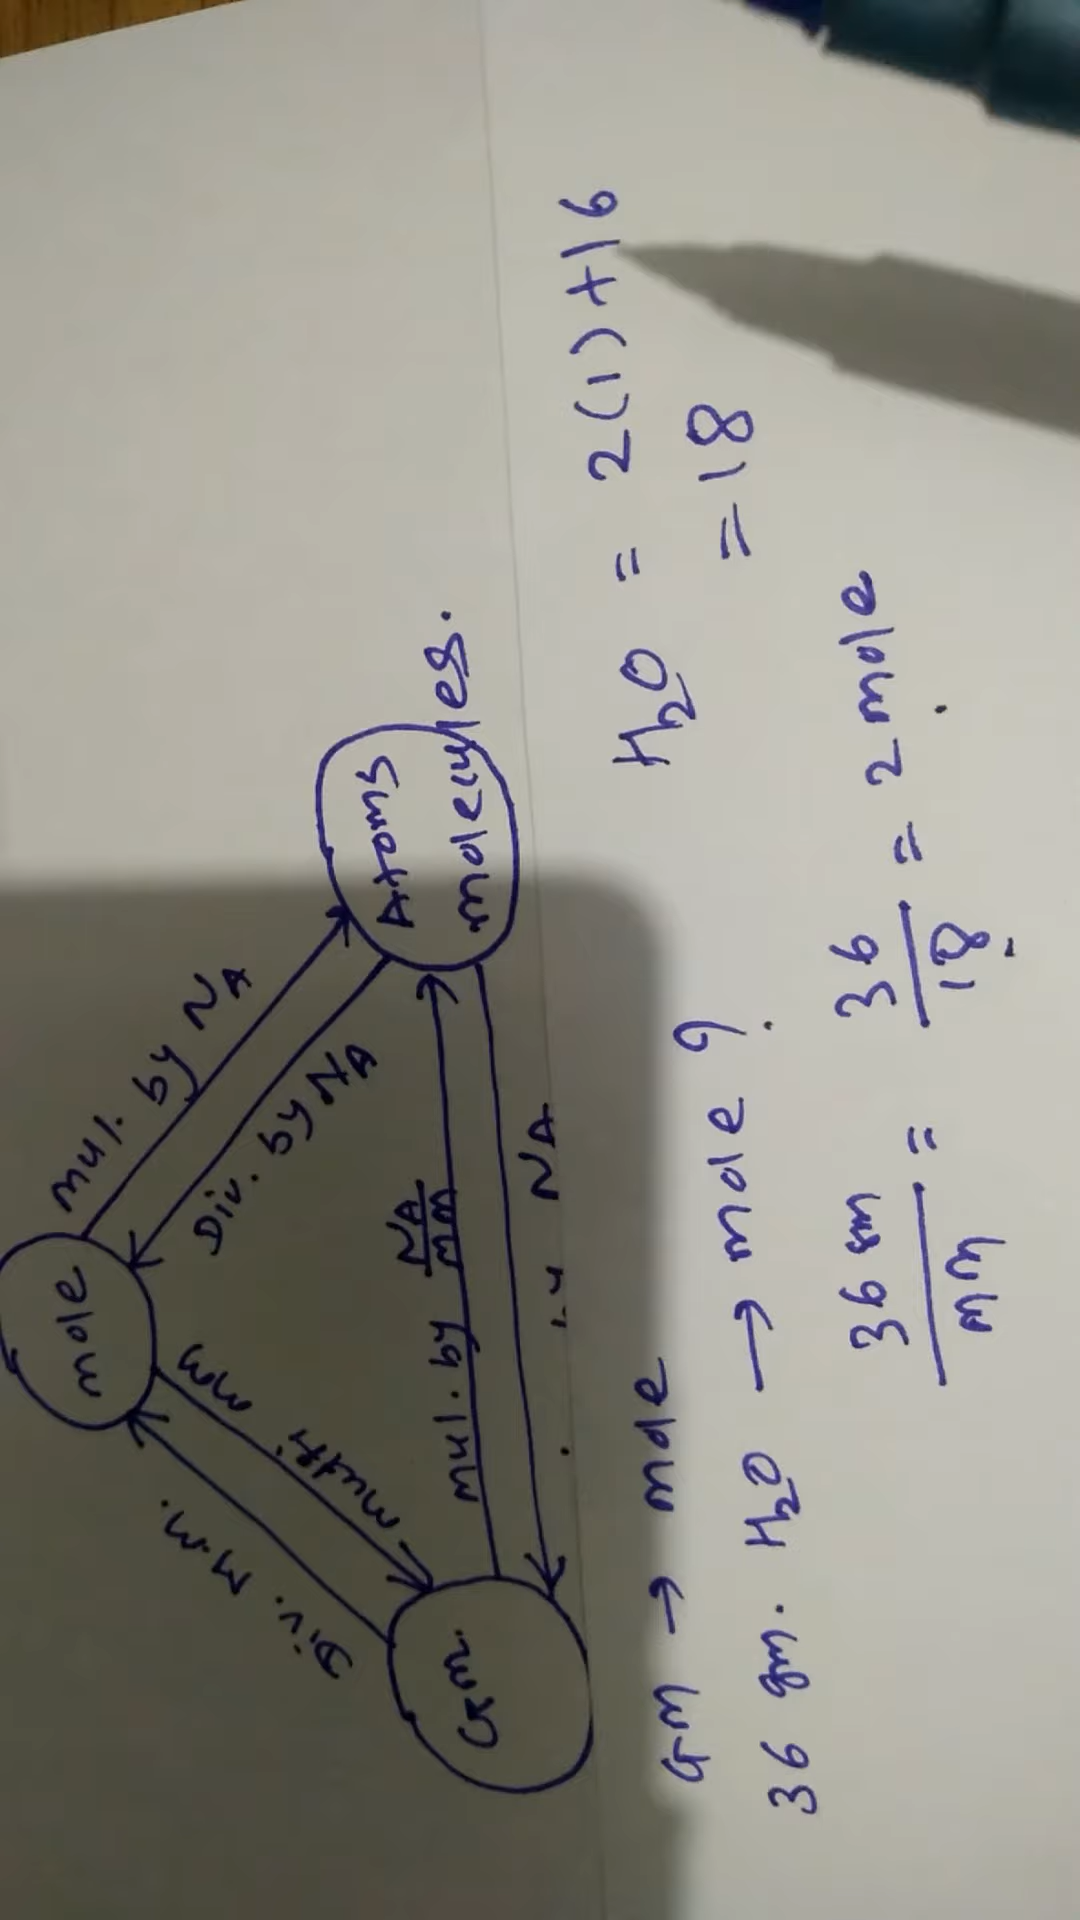 mole
mul. by NA
Div. by NA
Div. M.M.
multi mm
Atoms
molecules.
Gm.
mul. by NA/mm
NA
gm → mole
36 gm. H₂O → mole ?
H₂O = 2(1)+16
= 18
36 gm/mm = 36/18 = 2 mole